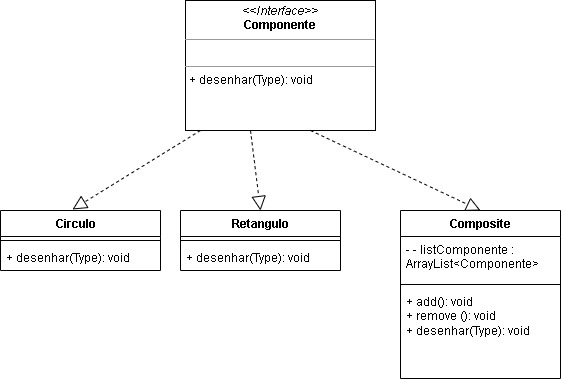 <<Interface>>
Componente
+ desenhar(Type): void
Circulo
+ desenhar(Type): void
Retangulo
+ desenhar(Type): void
Composite
- - listComponente :
ArrayList<Componente>
+ add(): void
+ remove (): void
+ desenhar(Type): void